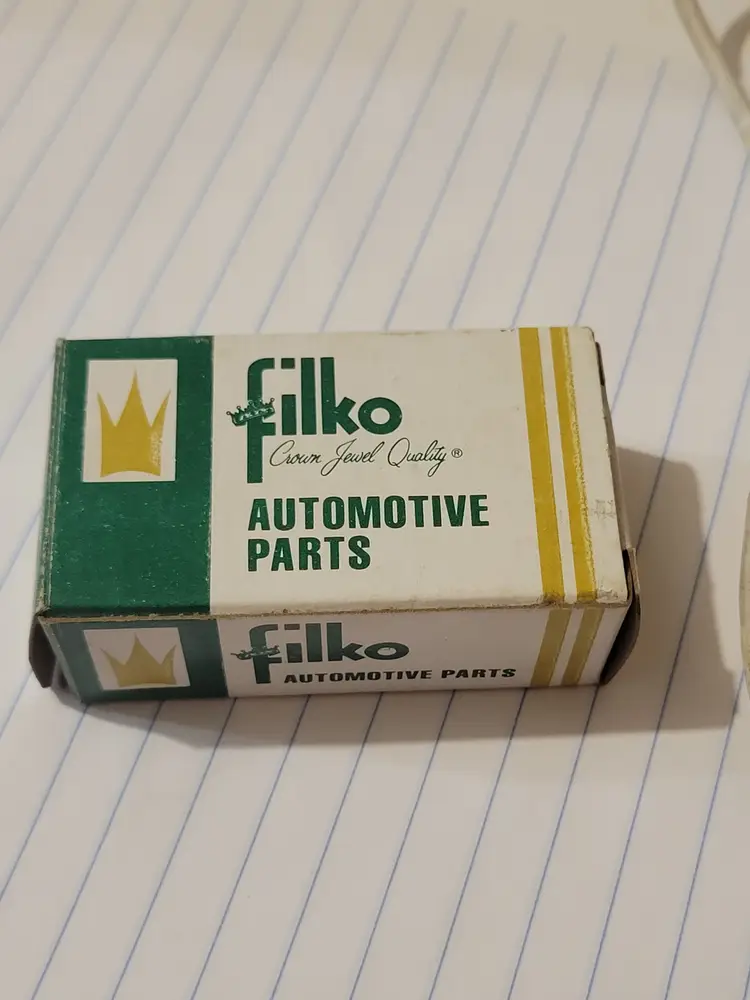 filko
Crown Jewel Quality®
AUTOMOTIVE
PARTS
filko
AUTOMOTIVE PARTS